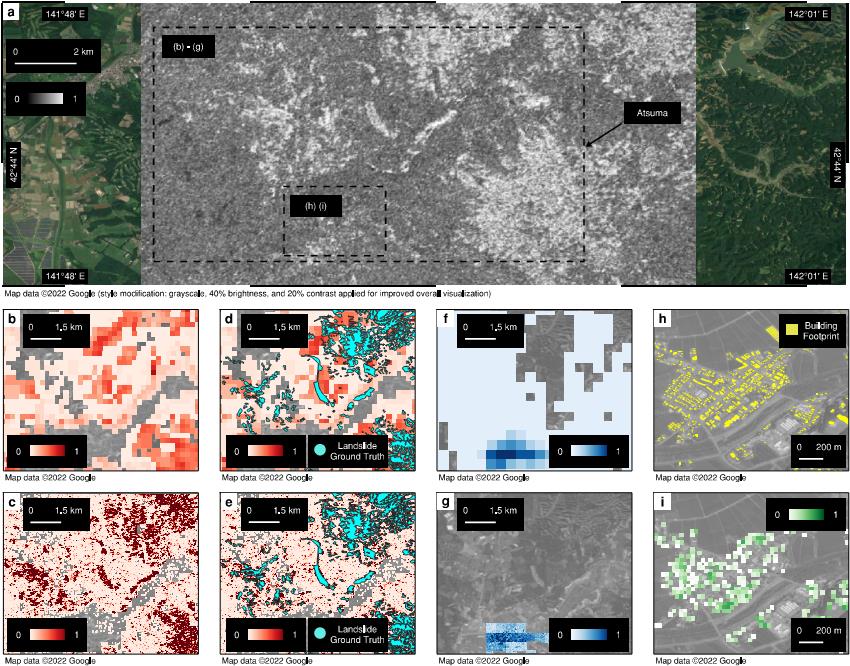 a
141°48' E
142°01' E
0 2 km
(b) - (g)
0 1
Atsuma
42°44' N
42°44' N
(h) (i)
141°48' E
142°01' E
Map data ©2022 Google (style modification: grayscale, 40% brightness, and 20% contrast applied for improved overall visualization)
b
0 1.5 km
0 1
Map data ©2022 Google
d
0 1.5 km
0 1
Landslide
Ground Truth
Map data ©2022 Google
f
0 1.5 km
0 1
Map data ©2022 Google
h
Building
Footprint
0 200 m
Map data ©2022 Google
c
0 1.5 km
0 1
Map data ©2022 Google
e
0 1.5 km
0 1
Landslide
Ground Truth
Map data ©2022 Google
g
0 1.5 km
0 1
Map data ©2022 Google
i
0 1
0 200 m
Map data ©2022 Google